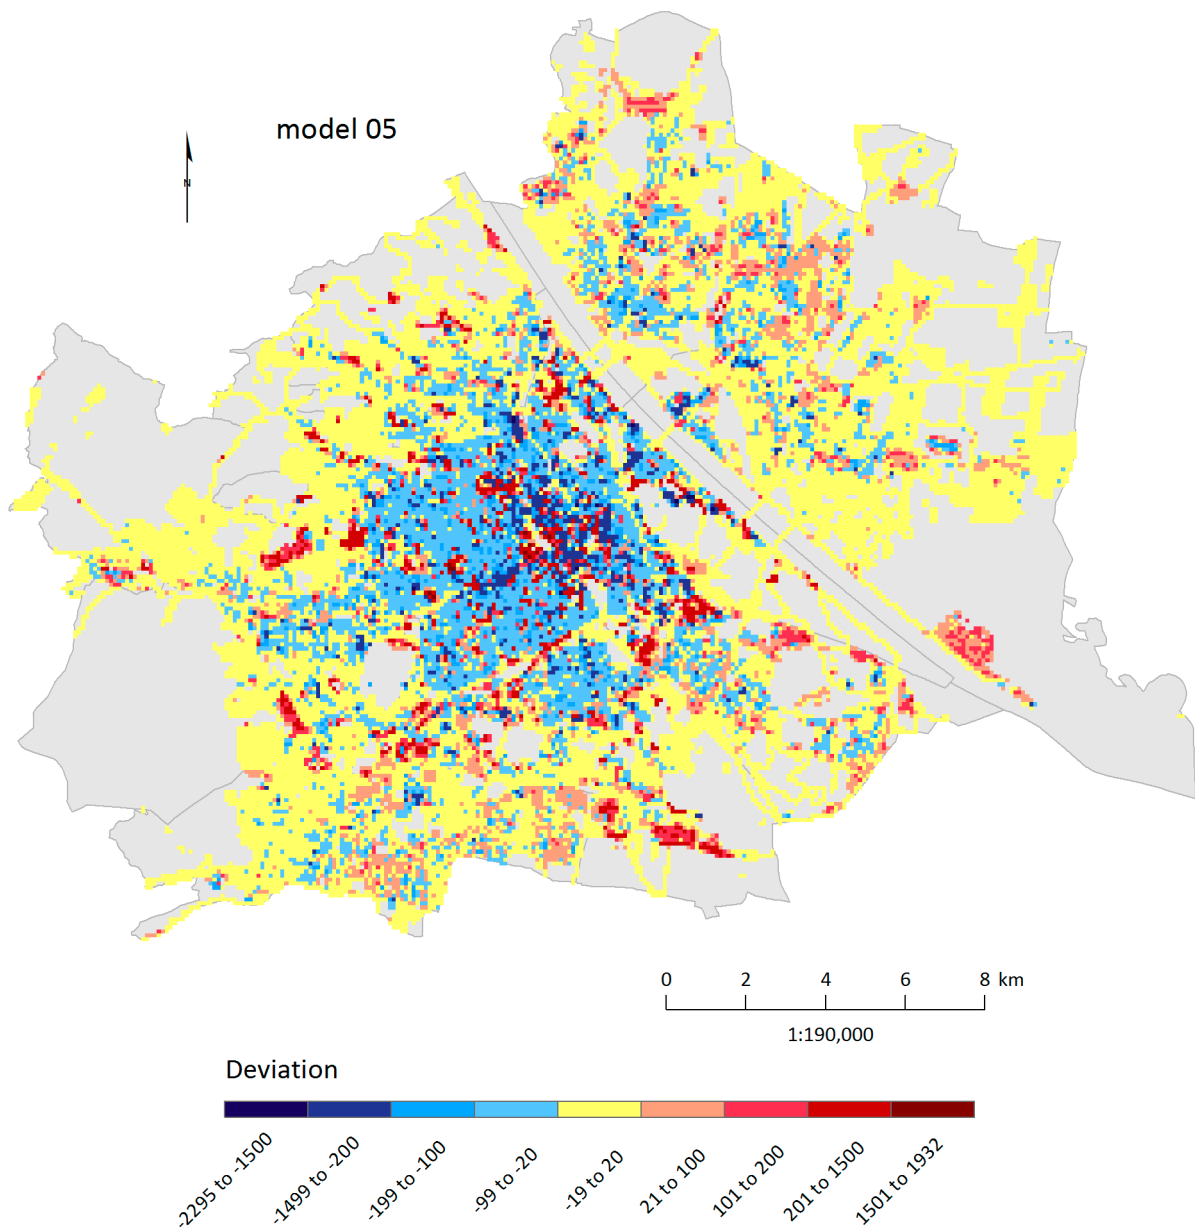 model 05
N
0 2 4 6 8 km
1:190,000
Deviation
-2295 to -1500
-1499 to -200
-199 to -100
-99 to -20
-19 to 20
21 to 100
101 to 200
201 to 1500
1501 to 1932